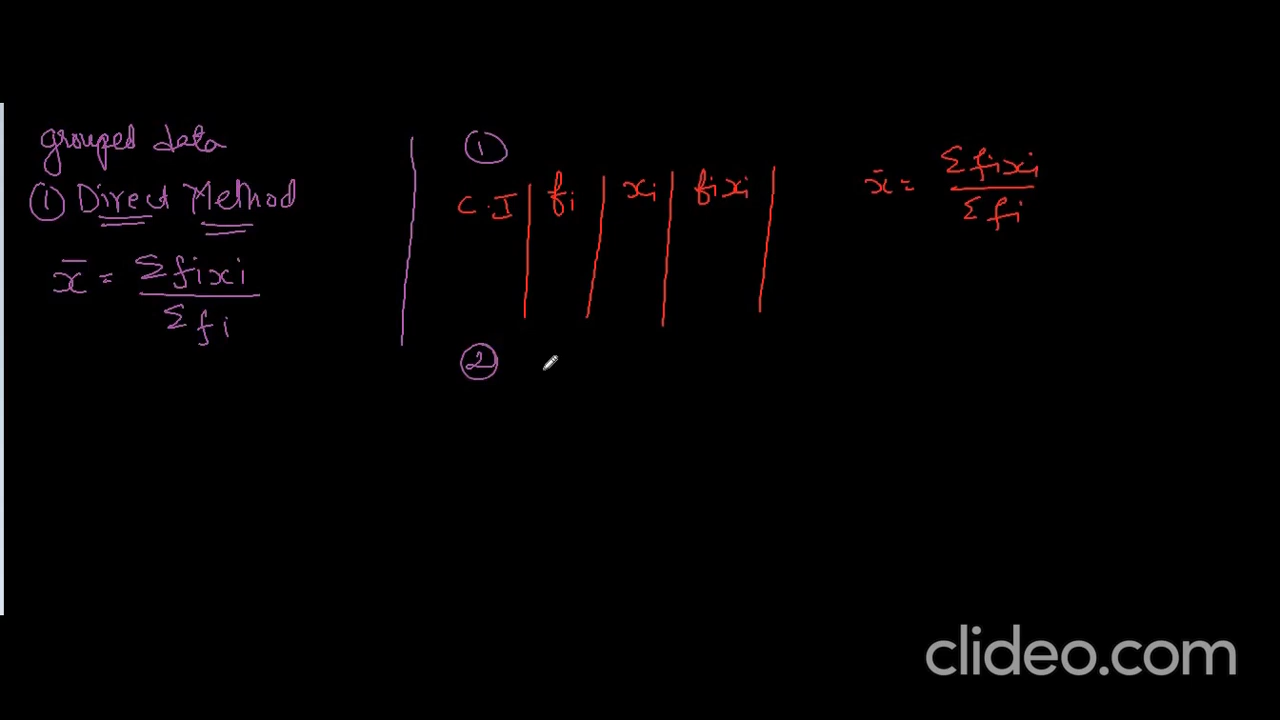 grouped data
① Direct Method
x̄ = Σfixi / Σfi
①
C.I | fi | xi | fixi |
x̄ = Σfixi / Σfi
②
clideo.com